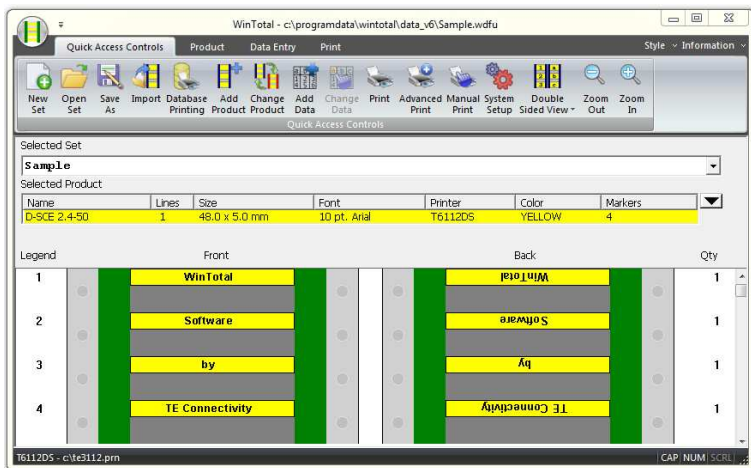 WinTotal - c:\programdata\wintotal\data_v6\Sample.wdfu
Quick Access Controls Product Data Entry Print Style Information
New Set Open Set Save As Import Database Printing Add Product Change Product Add Data Change Data Print Advanced Print Manual Print System Setup Double Sided View Zoom Out Zoom In
Quick Access Controls
Selected Set
Sample
Selected Product
Name Lines Size Font Printer Color Markers
D-SCE 2.4-50 1 48.0 x 5.0 mm 10 pt. Arial T6112DS YELLOW 4
Legend Front Back Qty
1 WinTotal WinTotal 1
2 Software Software 1
3 by by 1
4 TE Connectivity TE Connectivity 1
T6112DS - c:\te3112.prn CAP NUM SCRL